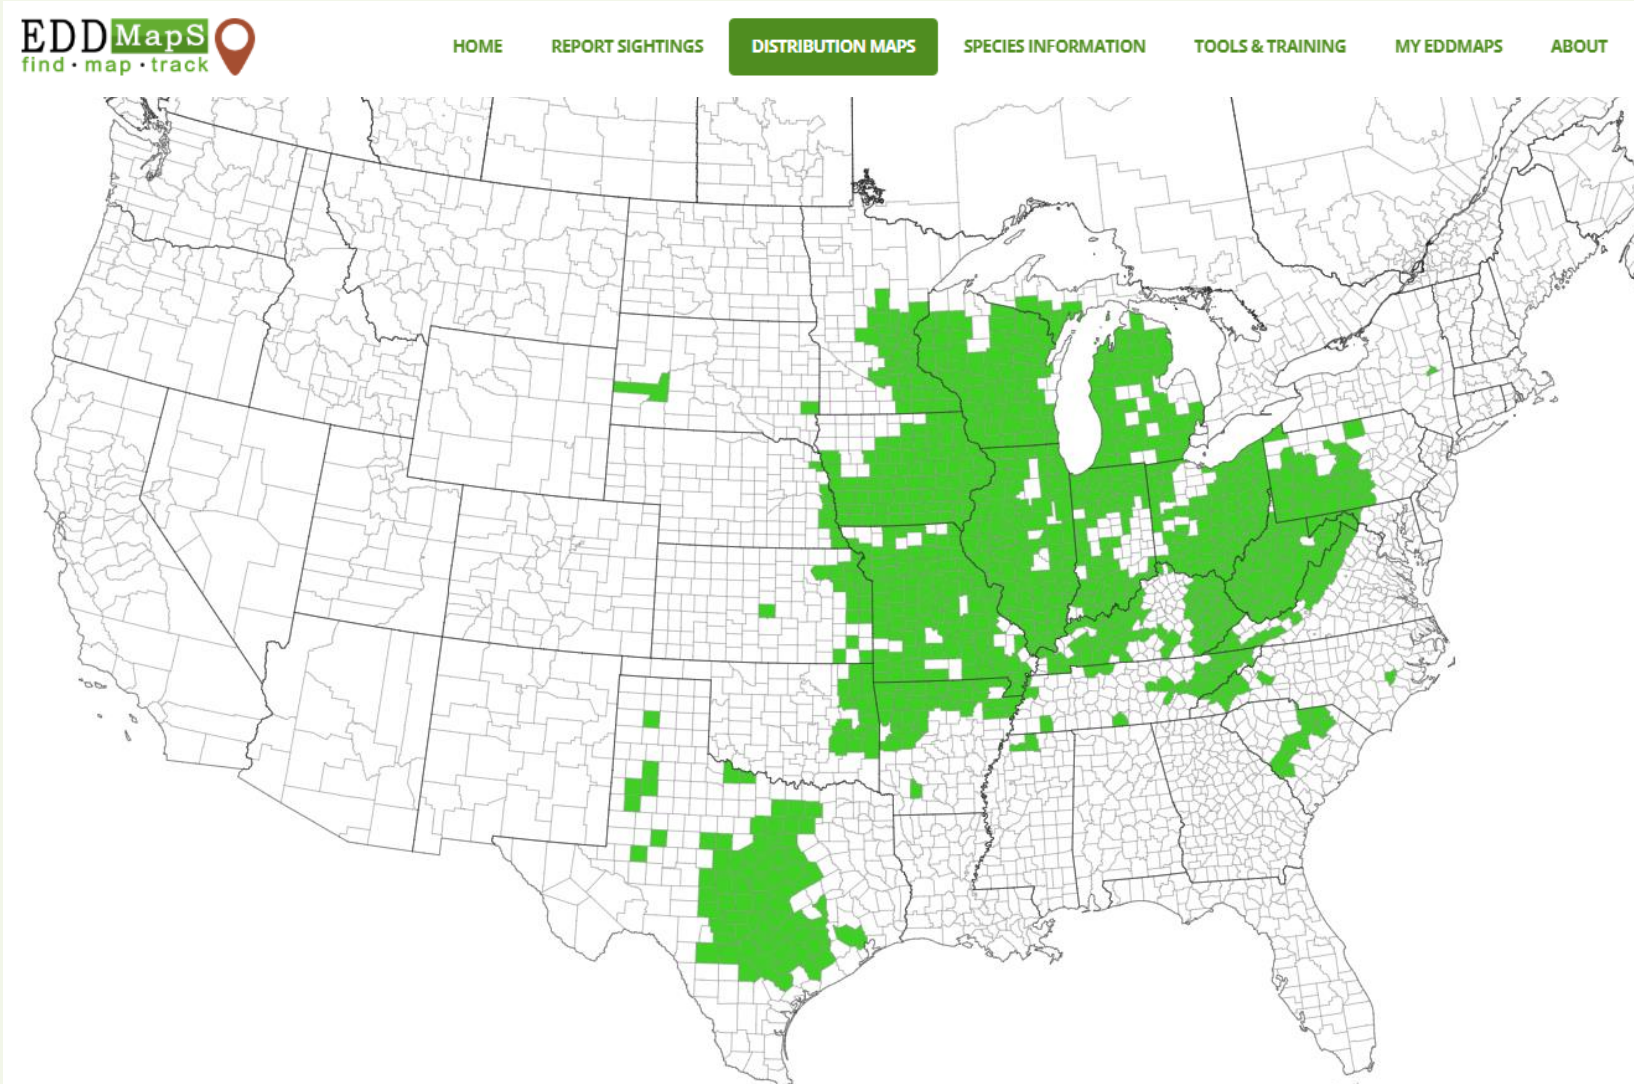 EDDMapS
find · map · track
HOME
REPORT SIGHTINGS
DISTRIBUTION MAPS
SPECIES INFORMATION
TOOLS & TRAINING
MY EDDMAPS
ABOUT